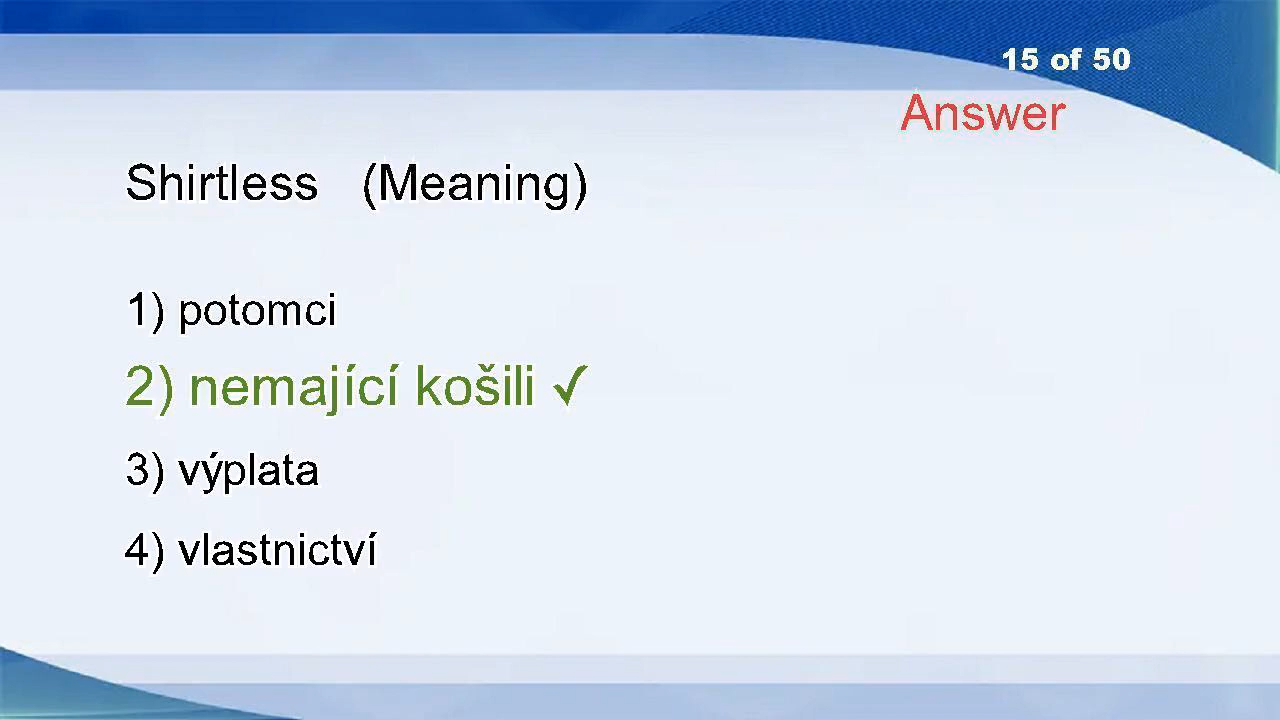 15 of 50
Answer
Shirtless (Meaning)
1) potomci
2) nemající košili ✓
3) výplata
4) vlastnictví